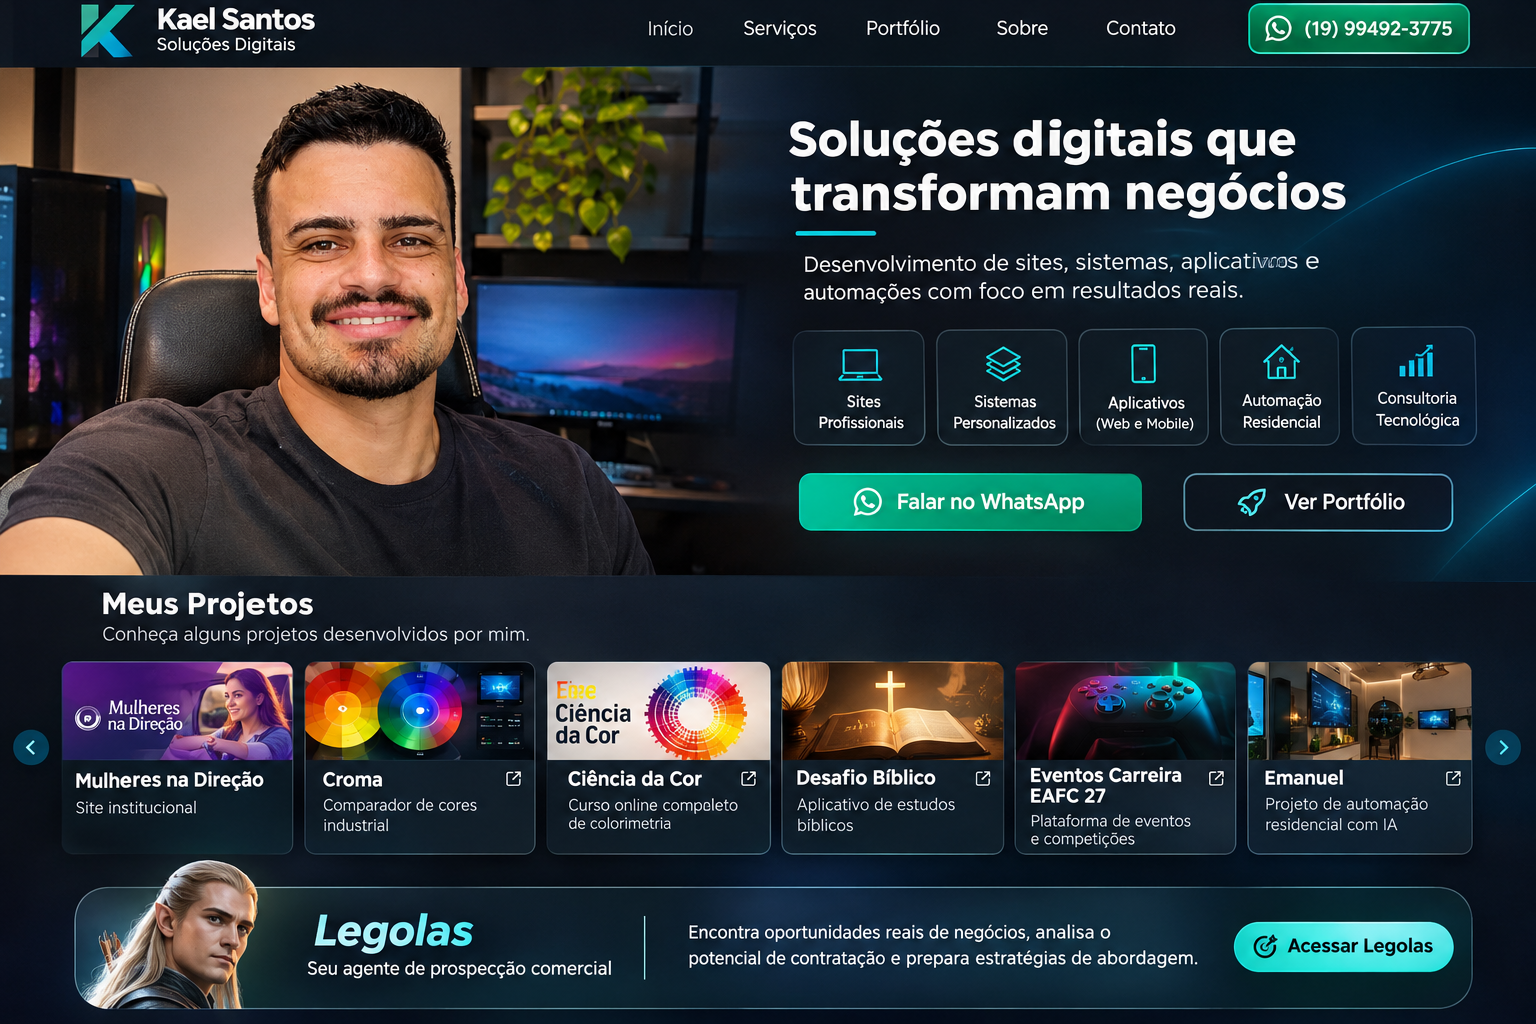 Kael Santos
Soluções Digitais
Início
Serviços
Portfólio
Sobre
Contato
(19) 99492-3775
Soluções digitais que
transformam negócios
Desenvolvimento de sites, sistemas, aplicativos e
automações com foco em resultados reais.
Sites
Profissionais
Sistemas
Personalizados
Aplicativos
(Web e Mobile)
Automação
Residencial
Consultoria
Tecnológica
Falar no WhatsApp
Ver Portfólio
Meus Projetos
Conheça alguns projetos desenvolvidos por mim.
Mulheres
na Direção
Mulheres na Direção
Site institucional
Croma
Comparador de cores
industrial
Ciência
da Cor
Ciência da Cor
Curso online completo
de colorimetria
Desafio Bíblico
Aplicativo de estudos
bíblicos
Eventos Carreira
EAFC 27
Plataforma de eventos
e competições
Emanuel
Projeto de automação
residencial com IA
Legolas
Seu agente de prospecção comercial
Encontra oportunidades reais de negócios, analisa o
potencial de contratação e prepara estratégias de abordagem.
Acessar Legolas